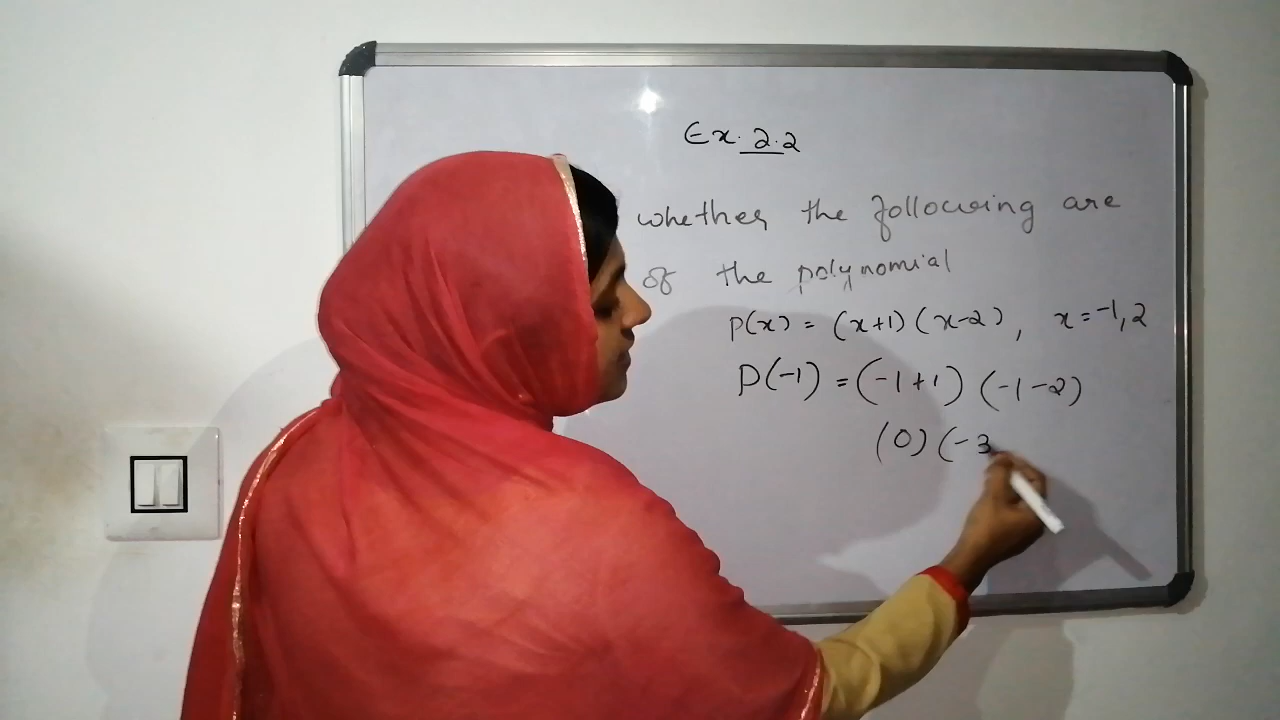 Ex. 2.2
whether the following are
of the polynomial
p(x) = (x+1) (x-2), x = -1, 2
P(-1) = (-1+1) (-1-2)
(0) (-3